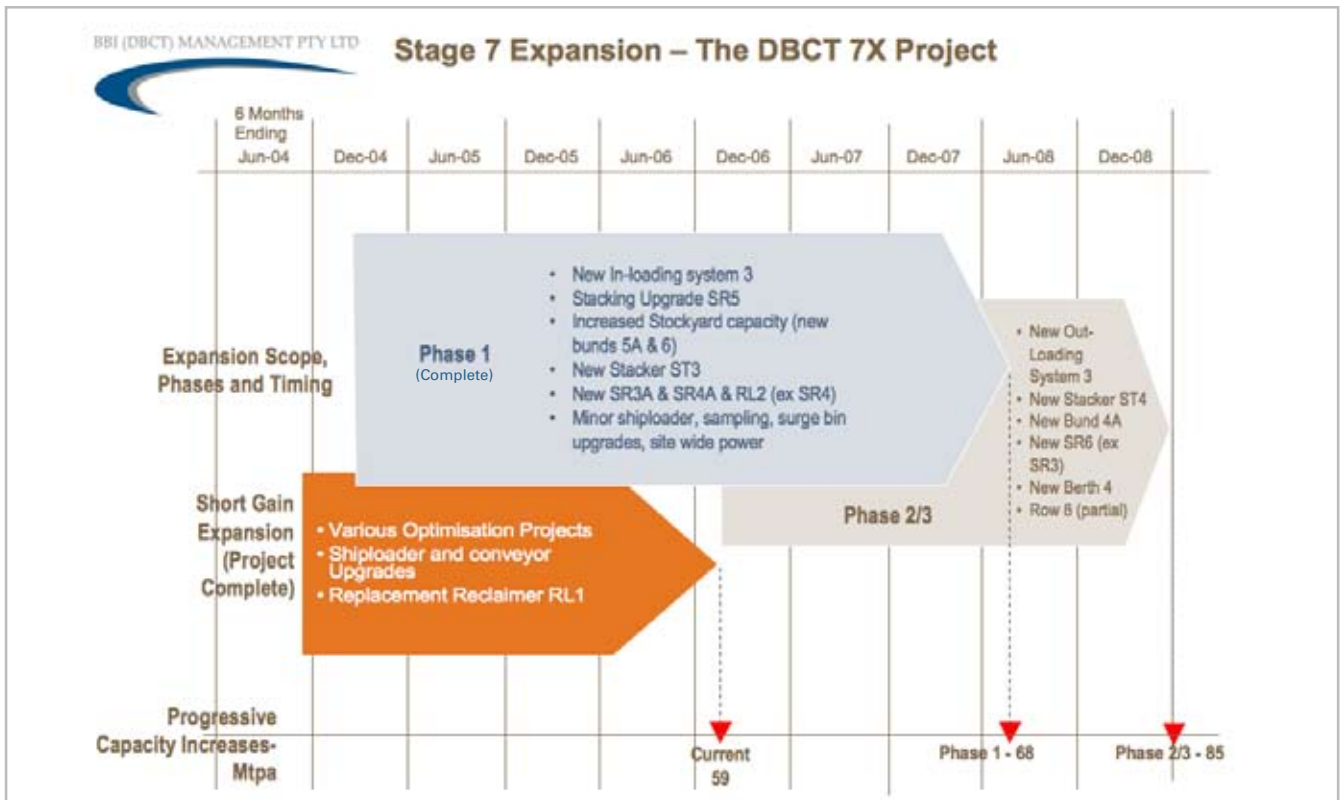 BBI (DBCT) MANAGEMENT PTY LTD
Stage 7 Expansion – The DBCT 7X Project
6 Months
Ending
Jun-04
Dec-04
Jun-05
Dec-05
Jun-06
Dec-06
Jun-07
Dec-07
Jun-08
Dec-08
Expansion Scope,
Phases and Timing
Phase 1
(Complete)
• New In-loading system 3
• Stacking Upgrade SR5
• Increased Stockyard capacity (new
bunds 5A & 6)
• New Stacker ST3
• New SR3A & SR4A & RL2 (ex SR4)
• Minor shiploader, sampling, surge bin
upgrades, site wide power
• New Out-
Loading
System 3
• New Stacker ST4
• New Bund 4A
• New SR6 (ex
SR3)
• New Berth 4
• Row 8 (partial)
Phase 2/3
Short Gain
Expansion
(Project
Complete)
• Various Optimisation Projects
• Shiploader and conveyor
Upgrades
• Replacement Reclaimer RL1
Progressive
Capacity Increases-
Mtpa
Current
59
Phase 1 - 68
Phase 2/3 - 85